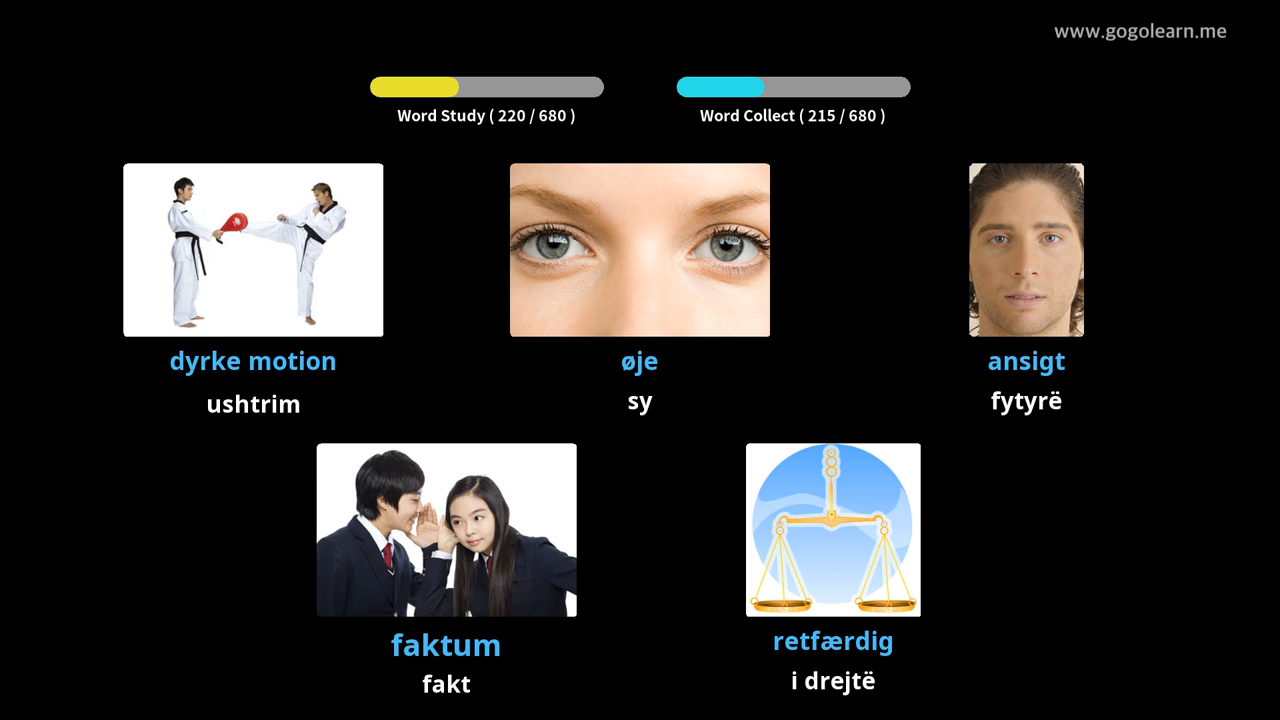 www.gogolearn.me
Word Study ( 220 / 680 )
Word Collect ( 215 / 680 )
dyrke motion
ushtrim
øje
sy
ansigt
fytyrë
faktum
fakt
retfærdig
i drejtë